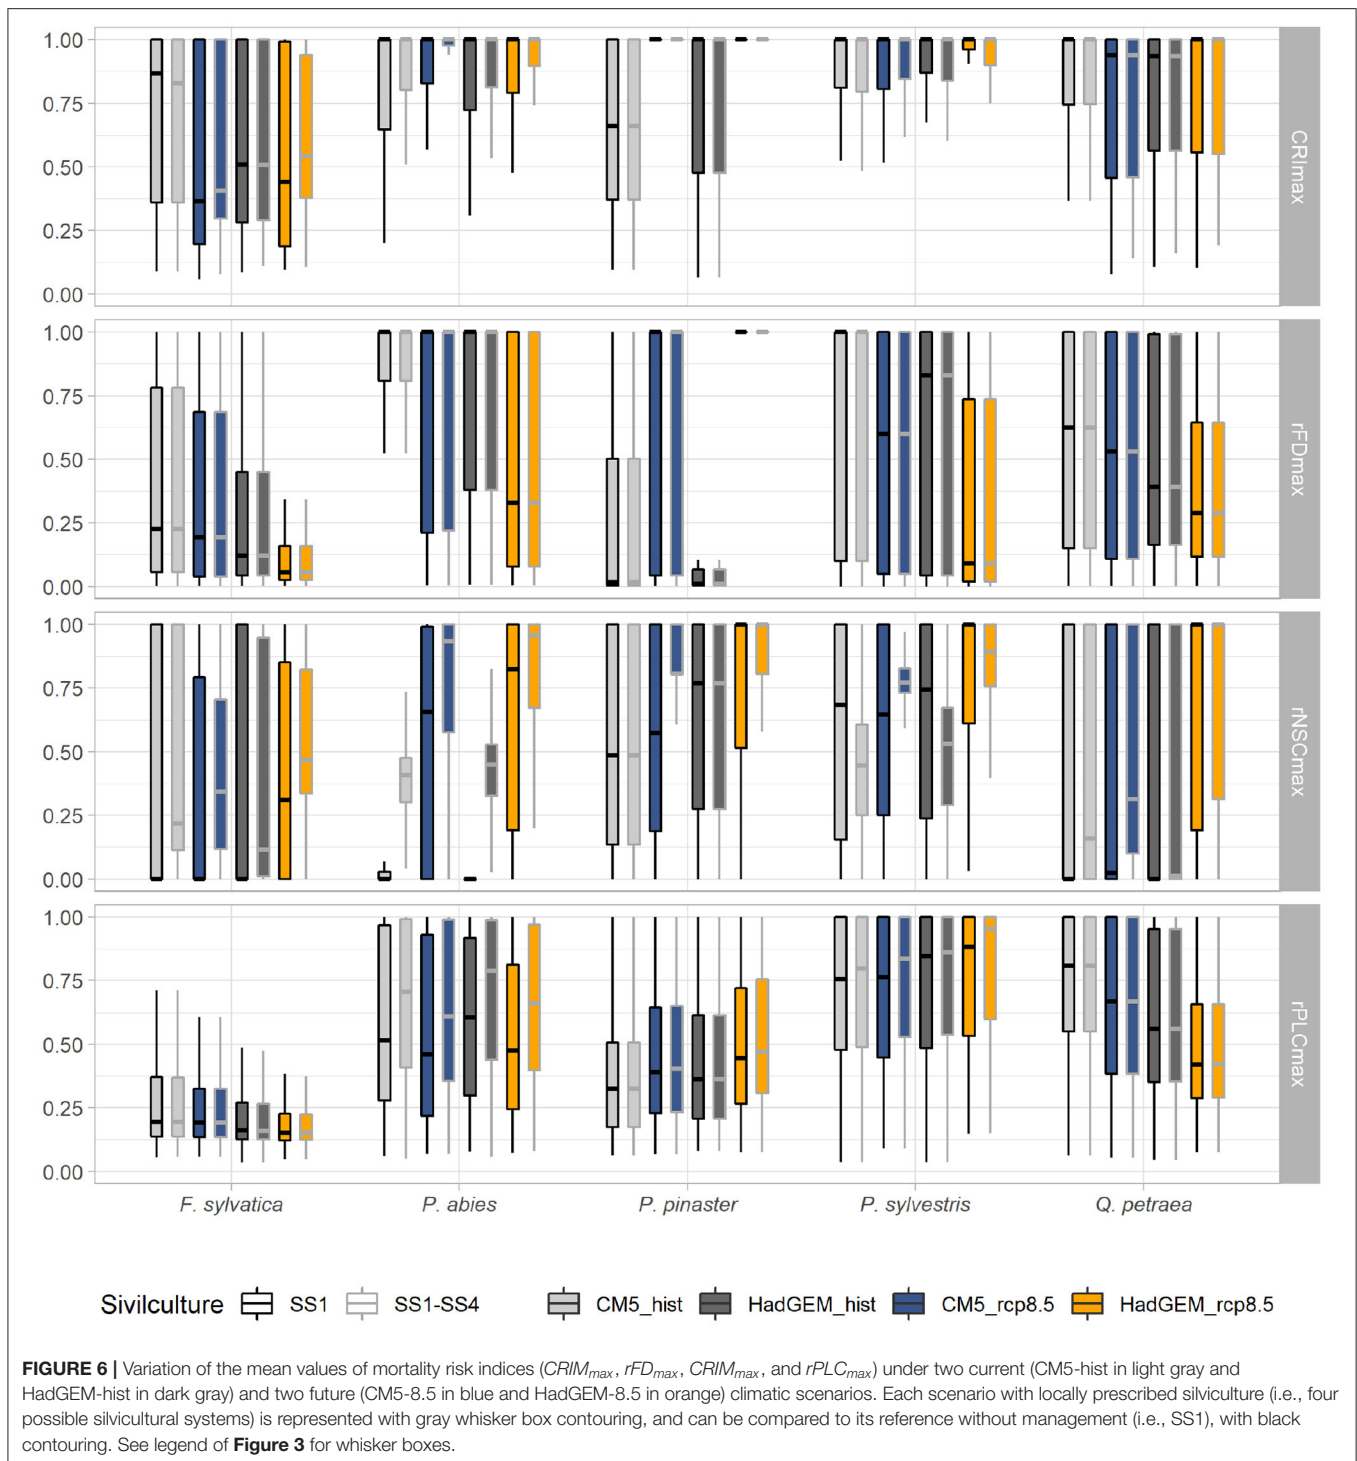 1.00
0.75
0.50
0.25
0.00
CRImax
1.00
0.75
0.50
0.25
0.00
rFDmax
1.00
0.75
0.50
0.25
0.00
rNSCmax
1.00
0.75
0.50
0.25
0.00
rPLCmax
F. sylvatica P. abies P. pinaster P. sylvestris Q. petraea
Sivilculture SS1 SS1-SS4 CM5_hist HadGEM_hist CM5_rcp8.5 HadGEM_rcp8.5
FIGURE 6 | Variation of the mean values of mortality risk indices (CRIMmax, rFDmax, CRIMmax, and rPLCmax) under two current (CM5-hist in light gray and
HadGEM-hist in dark gray) and two future (CM5-8.5 in blue and HadGEM-8.5 in orange) climatic scenarios. Each scenario with locally prescribed silviculture (i.e., four
possible silvicultural systems) is represented with gray whisker box contouring, and can be compared to its reference without management (i.e., SS1), with black
contouring. See legend of Figure 3 for whisker boxes.